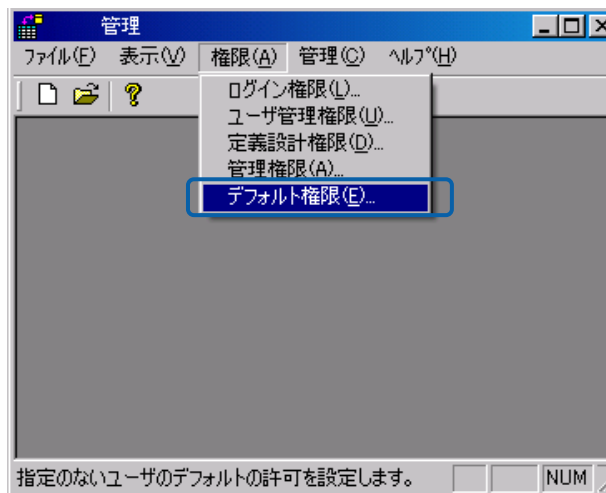 管理
ファイル(F) 表示(V) 権限(A) 管理(C) ヘルプ(H)
ログイン権限(L)...
ユーザ管理権限(U)...
定義設計権限(D)...
管理権限(A)...
デフォルト権限(E)...
指定のないユーザのデフォルトの許可を設定します。 NUM